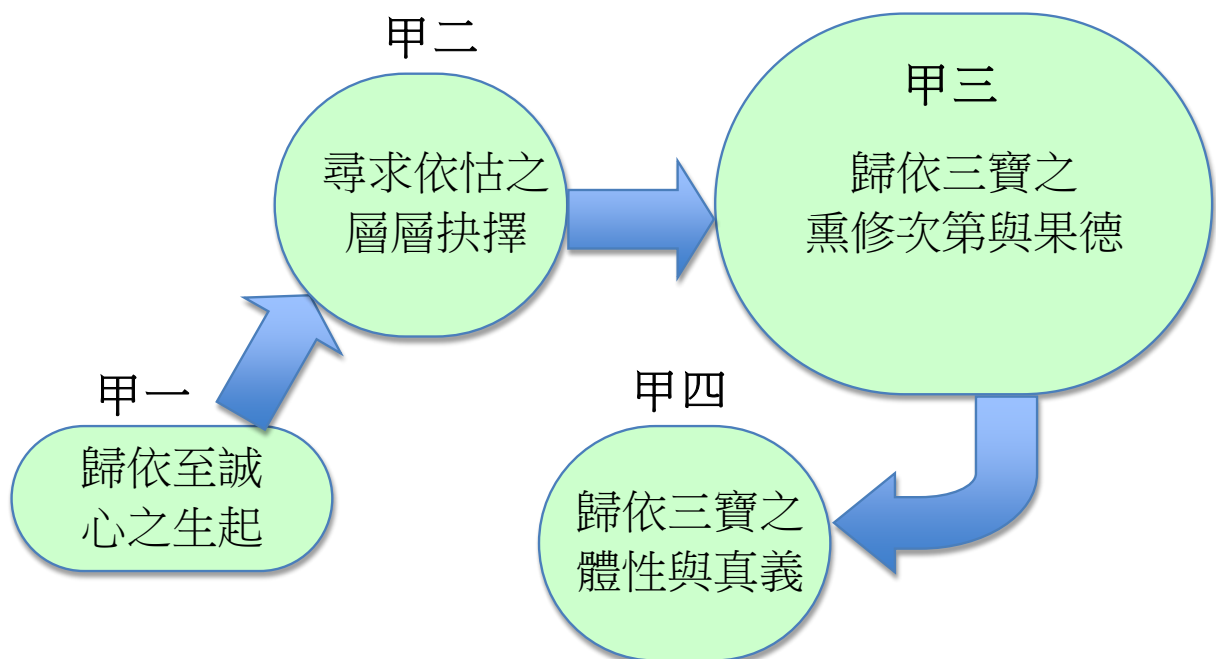 甲一
歸依至誠
心之生起
甲二
尋求依怙之
層層抉擇
甲三
歸依三寶之
熏修次第與果德
甲四
歸依三寶之
體性與真義